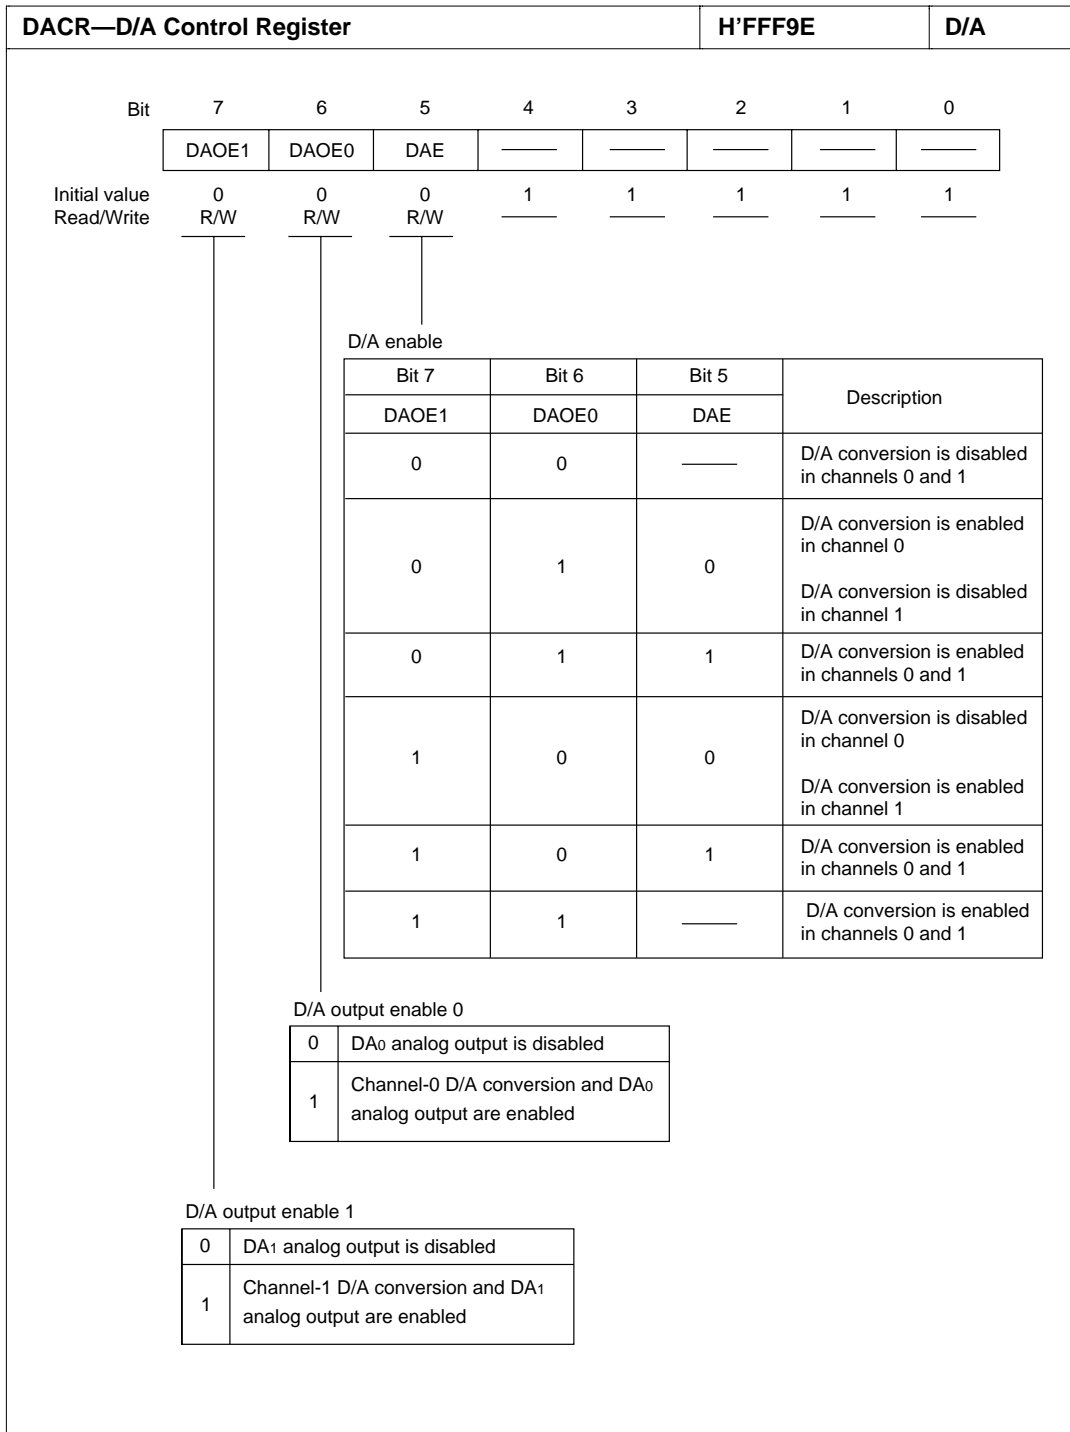 DACR—D/A Control Register H'FFF9E D/A
Bit 7 6 5 4 3 2 1 0
DAOE1 DAOE0 DAE — — — — —
Initial value 0 0 0 1 1 1 1 1
Read/Write R/W R/W R/W — — — — —
D/A enable
Bit 7 Bit 6 Bit 5 Description
DAOE1 DAOE0 DAE
0 0 — D/A conversion is disabled
in channels 0 and 1
0 1 0 D/A conversion is enabled
in channel 0
D/A conversion is disabled
in channel 1
0 1 1 D/A conversion is enabled
in channels 0 and 1
1 0 0 D/A conversion is disabled
in channel 0
D/A conversion is enabled
in channel 1
1 0 1 D/A conversion is enabled
in channels 0 and 1
1 1 — D/A conversion is enabled
in channels 0 and 1
D/A output enable 0
0 DA0 analog output is disabled
1 Channel-0 D/A conversion and DA0
analog output are enabled
D/A output enable 1
0 DA1 analog output is disabled
1 Channel-1 D/A conversion and DA1
analog output are enabled